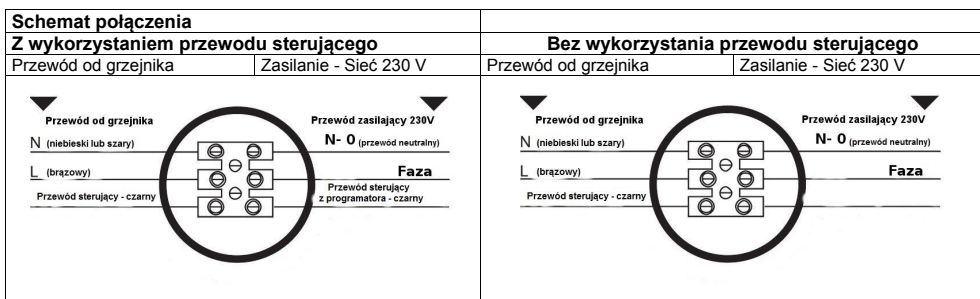 Schemat połączenia
Z wykorzystaniem przewodu sterującego
Bez wykorzystania przewodu sterującego
Przewód od grzejnika
Zasilanie - Sieć 230 V
Przewód od grzejnika
Zasilanie - Sieć 230 V
Przewód od grzejnika
Przewód zasilający 230V
N (niebieski lub szary)
N- 0 (przewód neutralny)
L (brązowy)
Faza
Przewód sterujący - czarny
Przewód sterujący
z programatora - czarny
Przewód od grzejnika
Przewód zasilający 230V
N (niebieski lub szary)
N- 0 (przewód neutralny)
L (brązowy)
Faza
Przewód sterujący - czarny